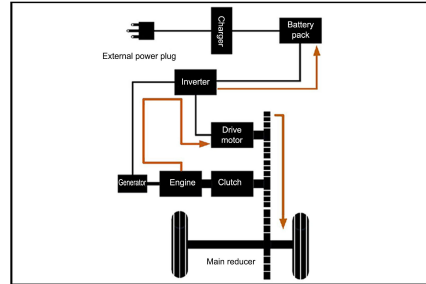 Charger
Battery
pack
External power plug
Inverter
Drive
motor
Generator
Engine
Clutch
Main reducer